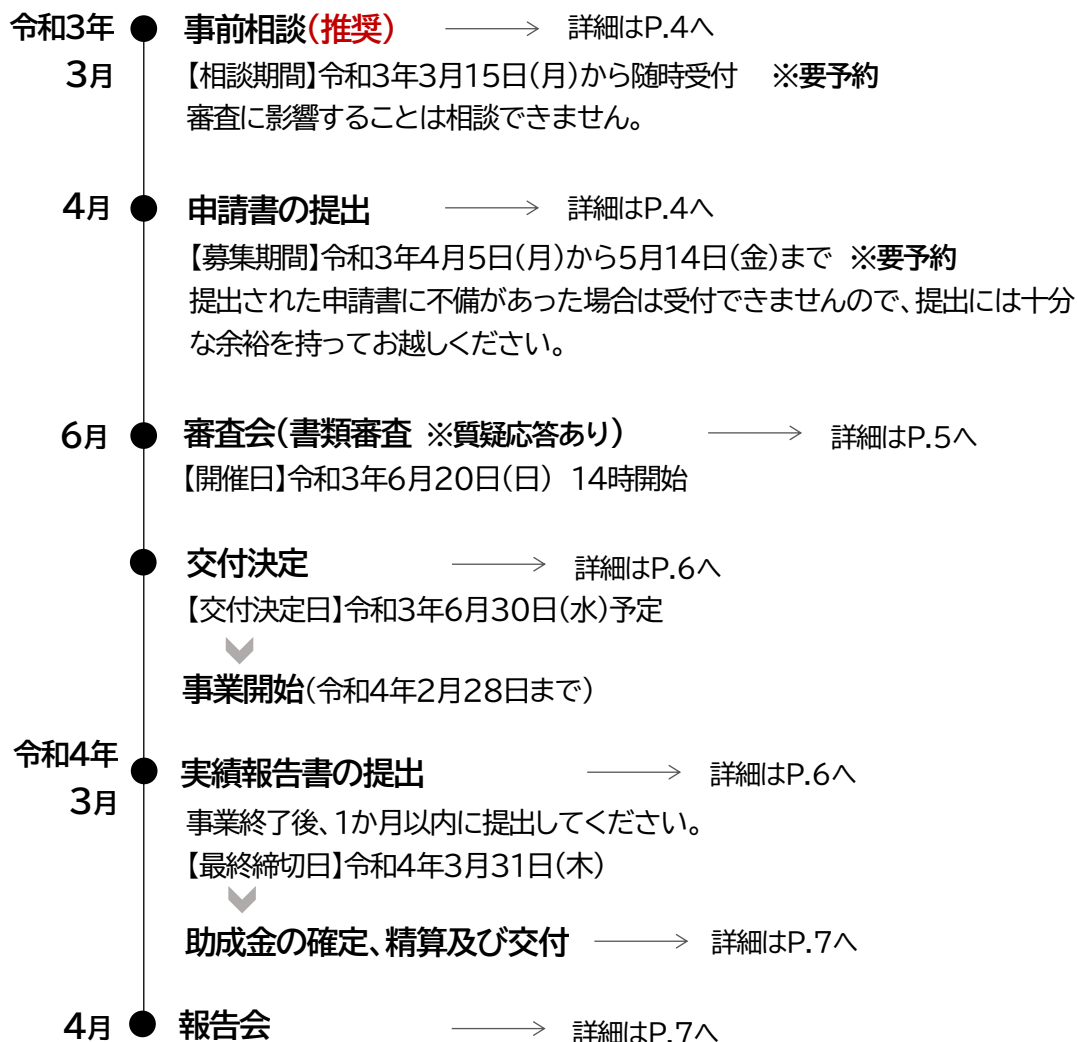 令和3年
3月
事前相談(推奨) 詳細はP.4へ
【相談期間】令和3年3月15日(月)から随時受付 ※要予約
審査に影響することは相談できません。
4月
申請書の提出 詳細はP.4へ
【募集期間】令和3年4月5日(月)から5月14日(金)まで ※要予約
提出された申請書に不備があった場合は受付できませんので、提出には十分
な余裕を持ってお越しください。
6月
審査会(書類審査 ※質疑応答あり) 詳細はP.5へ
【開催日】令和3年6月20日(日) 14時開始
交付決定 詳細はP.6へ
【交付決定日】令和3年6月30日(水)予定
事業開始(令和4年2月28日まで)
令和4年
3月
実績報告書の提出 詳細はP.6へ
事業終了後、1か月以内に提出してください。
【最終締切日】令和4年3月31日(木)
助成金の確定、精算及び交付 詳細はP.7へ
4月
報告会 詳細はP.7へ